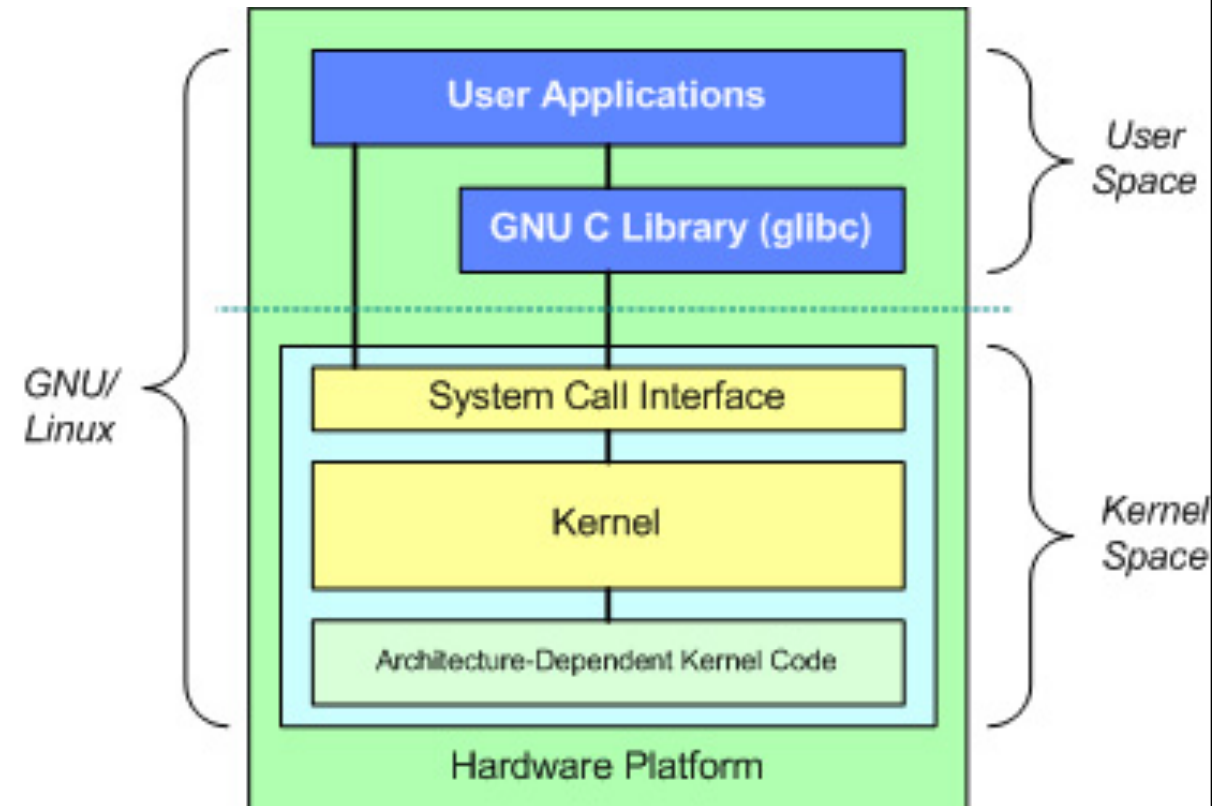 User Applications
User
Space
GNU C Library (glibc)
GNU/
Linux
System Call Interface
Kernel
Kernel
Space
Architecture-Dependent Kernel Code
Hardware Platform